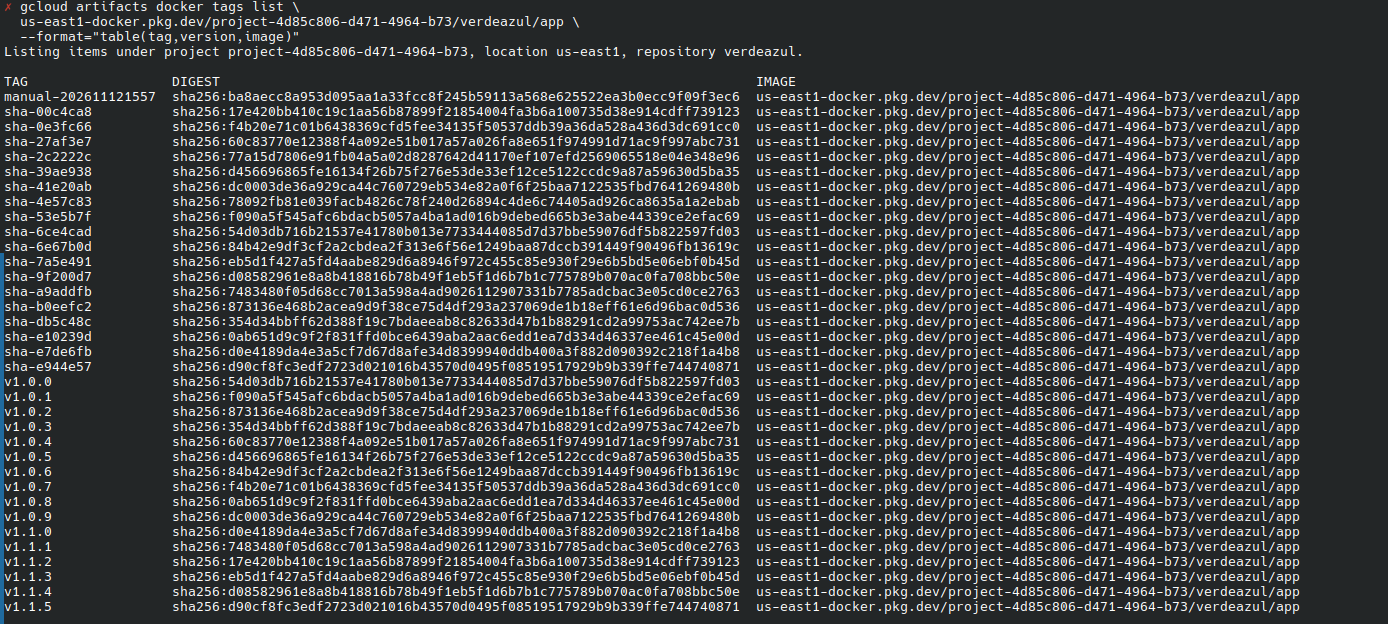 ✗ gcloud artifacts docker tags list \
us-east1-docker.pkg.dev/project-4d85c806-d471-4964-b73/verdeazul/app \
--format="table(tag,version,image)"
Listing items under project project-4d85c806-d471-4964-b73, location us-east1, repository verdeazul.
TAG DIGEST IMAGE
manual-202611121557 sha256:ba8aecc8a953d095aa1a33fcc8f245b59113a568e625522ea3b0ecc9f09f3ec6 us-east1-docker.pkg.dev/project-4d85c806-d471-4964-b73/verdeazul/app
sha-00c4ca8 sha256:17e420bb410c19c1aa56b87899f21854004fa3b6a100735d38e914cdff739123 us-east1-docker.pkg.dev/project-4d85c806-d471-4964-b73/verdeazul/app
sha-0e3fc66 sha256:f4b20e71c01b6438369cfd5fee34135f50537ddb39a36da528a436d3dc691cc0 us-east1-docker.pkg.dev/project-4d85c806-d471-4964-b73/verdeazul/app
sha-27af3e7 sha256:60c83770e12388f4a092e51b017a57a026fa8e651f974991d71ac9f997abc731 us-east1-docker.pkg.dev/project-4d85c806-d471-4964-b73/verdeazul/app
sha-2c2222c sha256:77a15d7806e91fb04a5a02d8287642d41170ef107efd2569065518e04e348e96 us-east1-docker.pkg.dev/project-4d85c806-d471-4964-b73/verdeazul/app
sha-39ae938 sha256:d456696865fe16134f26b75f276e53de33ef12ce5122ccdc9a87a59630d5ba35 us-east1-docker.pkg.dev/project-4d85c806-d471-4964-b73/verdeazul/app
sha-41e20ab sha256:dc0003de36a929ca44c760729eb534e82a0f6f25baa7122535fbd7641269480b us-east1-docker.pkg.dev/project-4d85c806-d471-4964-b73/verdeazul/app
sha-4e57c83 sha256:78092fb81e039facb4826c78f240d26894c4de6c74405ad926ca8635a1a2ebab us-east1-docker.pkg.dev/project-4d85c806-d471-4964-b73/verdeazul/app
sha-53e5b7f sha256:f090a5f545afc6bdacb5057a4ba1ad016b9debed665b3e3abe44339ce2efac69 us-east1-docker.pkg.dev/project-4d85c806-d471-4964-b73/verdeazul/app
sha-6ce4cad sha256:54d03db716b21537e41780b013e7733444085d7d37bbe59076df5b822597fd03 us-east1-docker.pkg.dev/project-4d85c806-d471-4964-b73/verdeazul/app
sha-6e67b0d sha256:84b42e9df3cf2a2cbdea2f313e6f56e1249baa87dccb391449f90496fb13619c us-east1-docker.pkg.dev/project-4d85c806-d471-4964-b73/verdeazul/app
sha-7a5e491 sha256:eb5d1f427a5fd4aabe829d6a8946f972c455c85e930f29e6b5bd5e06ebf0b45d us-east1-docker.pkg.dev/project-4d85c806-d471-4964-b73/verdeazul/app
sha-9f200d7 sha256:d08582961e8a8b418816b78b49f1eb5f1d6b7b1c775789b070ac0fa708bbc50e us-east1-docker.pkg.dev/project-4d85c806-d471-4964-b73/verdeazul/app
sha-a9addfb sha256:7483480f05d68cc7013a598a4ad9026112907331b7785adcbac3e05cd0ce2763 us-east1-docker.pkg.dev/project-4d85c806-d471-4964-b73/verdeazul/app
sha-b0eefc2 sha256:873136e468b2acea9d9f38ce75d4df293a237069de1b18eff61e6d96bac0d536 us-east1-docker.pkg.dev/project-4d85c806-d471-4964-b73/verdeazul/app
sha-db5c48c sha256:354d34bbff62d388f19c7bdaeeab8c82633d47b1b88291cd2a99753ac742ee7b us-east1-docker.pkg.dev/project-4d85c806-d471-4964-b73/verdeazul/app
sha-e10239d sha256:0ab651d9c9f2f831ffd0bce6439aba2aac6edd1ea7d334d46337ee461c45e00d us-east1-docker.pkg.dev/project-4d85c806-d471-4964-b73/verdeazul/app
sha-e7de6fb sha256:d0e4189da4e3a5cf7d67d8afe34d8399940ddb400a3f882d090392c218f1a4b8 us-east1-docker.pkg.dev/project-4d85c806-d471-4964-b73/verdeazul/app
sha-e944e57 sha256:d90cf8fc3edf2723d021016b43570d0495f08519517929b9b339ffe744740871 us-east1-docker.pkg.dev/project-4d85c806-d471-4964-b73/verdeazul/app
v1.0.0 sha256:54d03db716b21537e41780b013e7733444085d7d37bbe59076df5b822597fd03 us-east1-docker.pkg.dev/project-4d85c806-d471-4964-b73/verdeazul/app
v1.0.1 sha256:f090a5f545afc6bdacb5057a4ba1ad016b9debed665b3e3abe44339ce2efac69 us-east1-docker.pkg.dev/project-4d85c806-d471-4964-b73/verdeazul/app
v1.0.2 sha256:873136e468b2acea9d9f38ce75d4df293a237069de1b18eff61e6d96bac0d536 us-east1-docker.pkg.dev/project-4d85c806-d471-4964-b73/verdeazul/app
v1.0.3 sha256:354d34bbff62d388f19c7bdaeeab8c82633d47b1b88291cd2a99753ac742ee7b us-east1-docker.pkg.dev/project-4d85c806-d471-4964-b73/verdeazul/app
v1.0.4 sha256:60c83770e12388f4a092e51b017a57a026fa8e651f974991d71ac9f997abc731 us-east1-docker.pkg.dev/project-4d85c806-d471-4964-b73/verdeazul/app
v1.0.5 sha256:d456696865fe16134f26b75f276e53de33ef12ce5122ccdc9a87a59630d5ba35 us-east1-docker.pkg.dev/project-4d85c806-d471-4964-b73/verdeazul/app
v1.0.6 sha256:84b42e9df3cf2a2cbdea2f313e6f56e1249baa87dccb391449f90496fb13619c us-east1-docker.pkg.dev/project-4d85c806-d471-4964-b73/verdeazul/app
v1.0.7 sha256:f4b20e71c01b6438369cfd5fee34135f50537ddb39a36da528a436d3dc691cc0 us-east1-docker.pkg.dev/project-4d85c806-d471-4964-b73/verdeazul/app
v1.0.8 sha256:0ab651d9c9f2f831ffd0bce6439aba2aac6edd1ea7d334d46337ee461c45e00d us-east1-docker.pkg.dev/project-4d85c806-d471-4964-b73/verdeazul/app
v1.0.9 sha256:dc0003de36a929ca44c760729eb534e82a0f6f25baa7122535fbd7641269480b us-east1-docker.pkg.dev/project-4d85c806-d471-4964-b73/verdeazul/app
v1.1.0 sha256:d0e4189da4e3a5cf7d67d8afe34d8399940ddb400a3f882d090392c218f1a4b8 us-east1-docker.pkg.dev/project-4d85c806-d471-4964-b73/verdeazul/app
v1.1.1 sha256:7483480f05d68cc7013a598a4ad9026112907331b7785adcbac3e05cd0ce2763 us-east1-docker.pkg.dev/project-4d85c806-d471-4964-b73/verdeazul/app
v1.1.2 sha256:17e420bb410c19c1aa56b87899f21854004fa3b6a100735d38e914cdff739123 us-east1-docker.pkg.dev/project-4d85c806-d471-4964-b73/verdeazul/app
v1.1.3 sha256:eb5d1f427a5fd4aabe829d6a8946f972c455c85e930f29e6b5bd5e06ebf0b45d us-east1-docker.pkg.dev/project-4d85c806-d471-4964-b73/verdeazul/app
v1.1.4 sha256:d08582961e8a8b418816b78b49f1eb5f1d6b7b1c775789b070ac0fa708bbc50e us-east1-docker.pkg.dev/project-4d85c806-d471-4964-b73/verdeazul/app
v1.1.5 sha256:d90cf8fc3edf2723d021016b43570d0495f08519517929b9b339ffe744740871 us-east1-docker.pkg.dev/project-4d85c806-d471-4964-b73/verdeazul/app